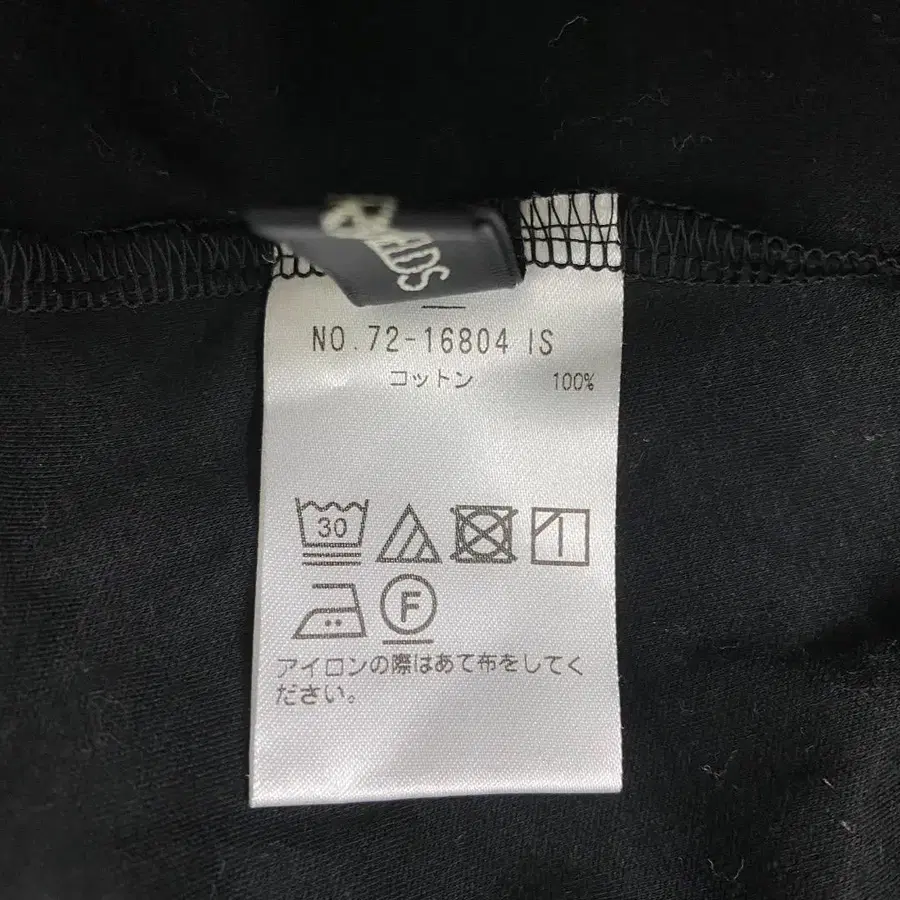 NO.72-16804 IS
コットン 100%
30
F
アイロンの際はあて布をしてく
ださい。